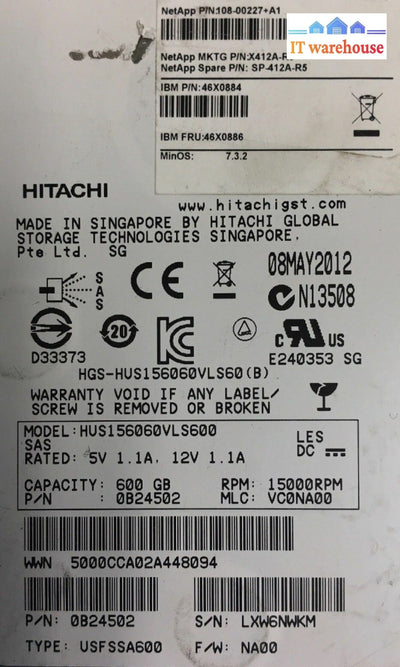 NetApp P/N:108-00227+A1
IT warehouse
NetApp MKTG P/N:X412A-R
NetApp Spare P/N: SP-412A-R5
IBM P/N:46X0884
IBM FRU:46X0886
MinOS: 7.3.2
HITACHI
www.hitachigst.com
MADE IN SINGAPORE BY HITACHI GLOBAL
STORAGE TECHNOLOGIES SINGAPORE,
Pte Ltd. SG
08MAY2012
SAS
CE
N13508
D33373
20
KC
c RU US
E240353 SG
HGS-HUS156060VLS60(B)
WARRANTY VOID IF ANY LABEL/
SCREW IS REMOVED OR BROKEN
MODEL:HUS156060VLS600
SAS
LES
RATED: 5V 1.1A, 12V 1.1A
DC
CAPACITY: 600 GB RPM: 15000RPM
P/N : 0B24502 MLC: VC0NA00
WWN 5000CCA02A448094
P/N: 0B24502 S/N: LXW6NWKM
TYPE: USFSSA600 F/W: NA00